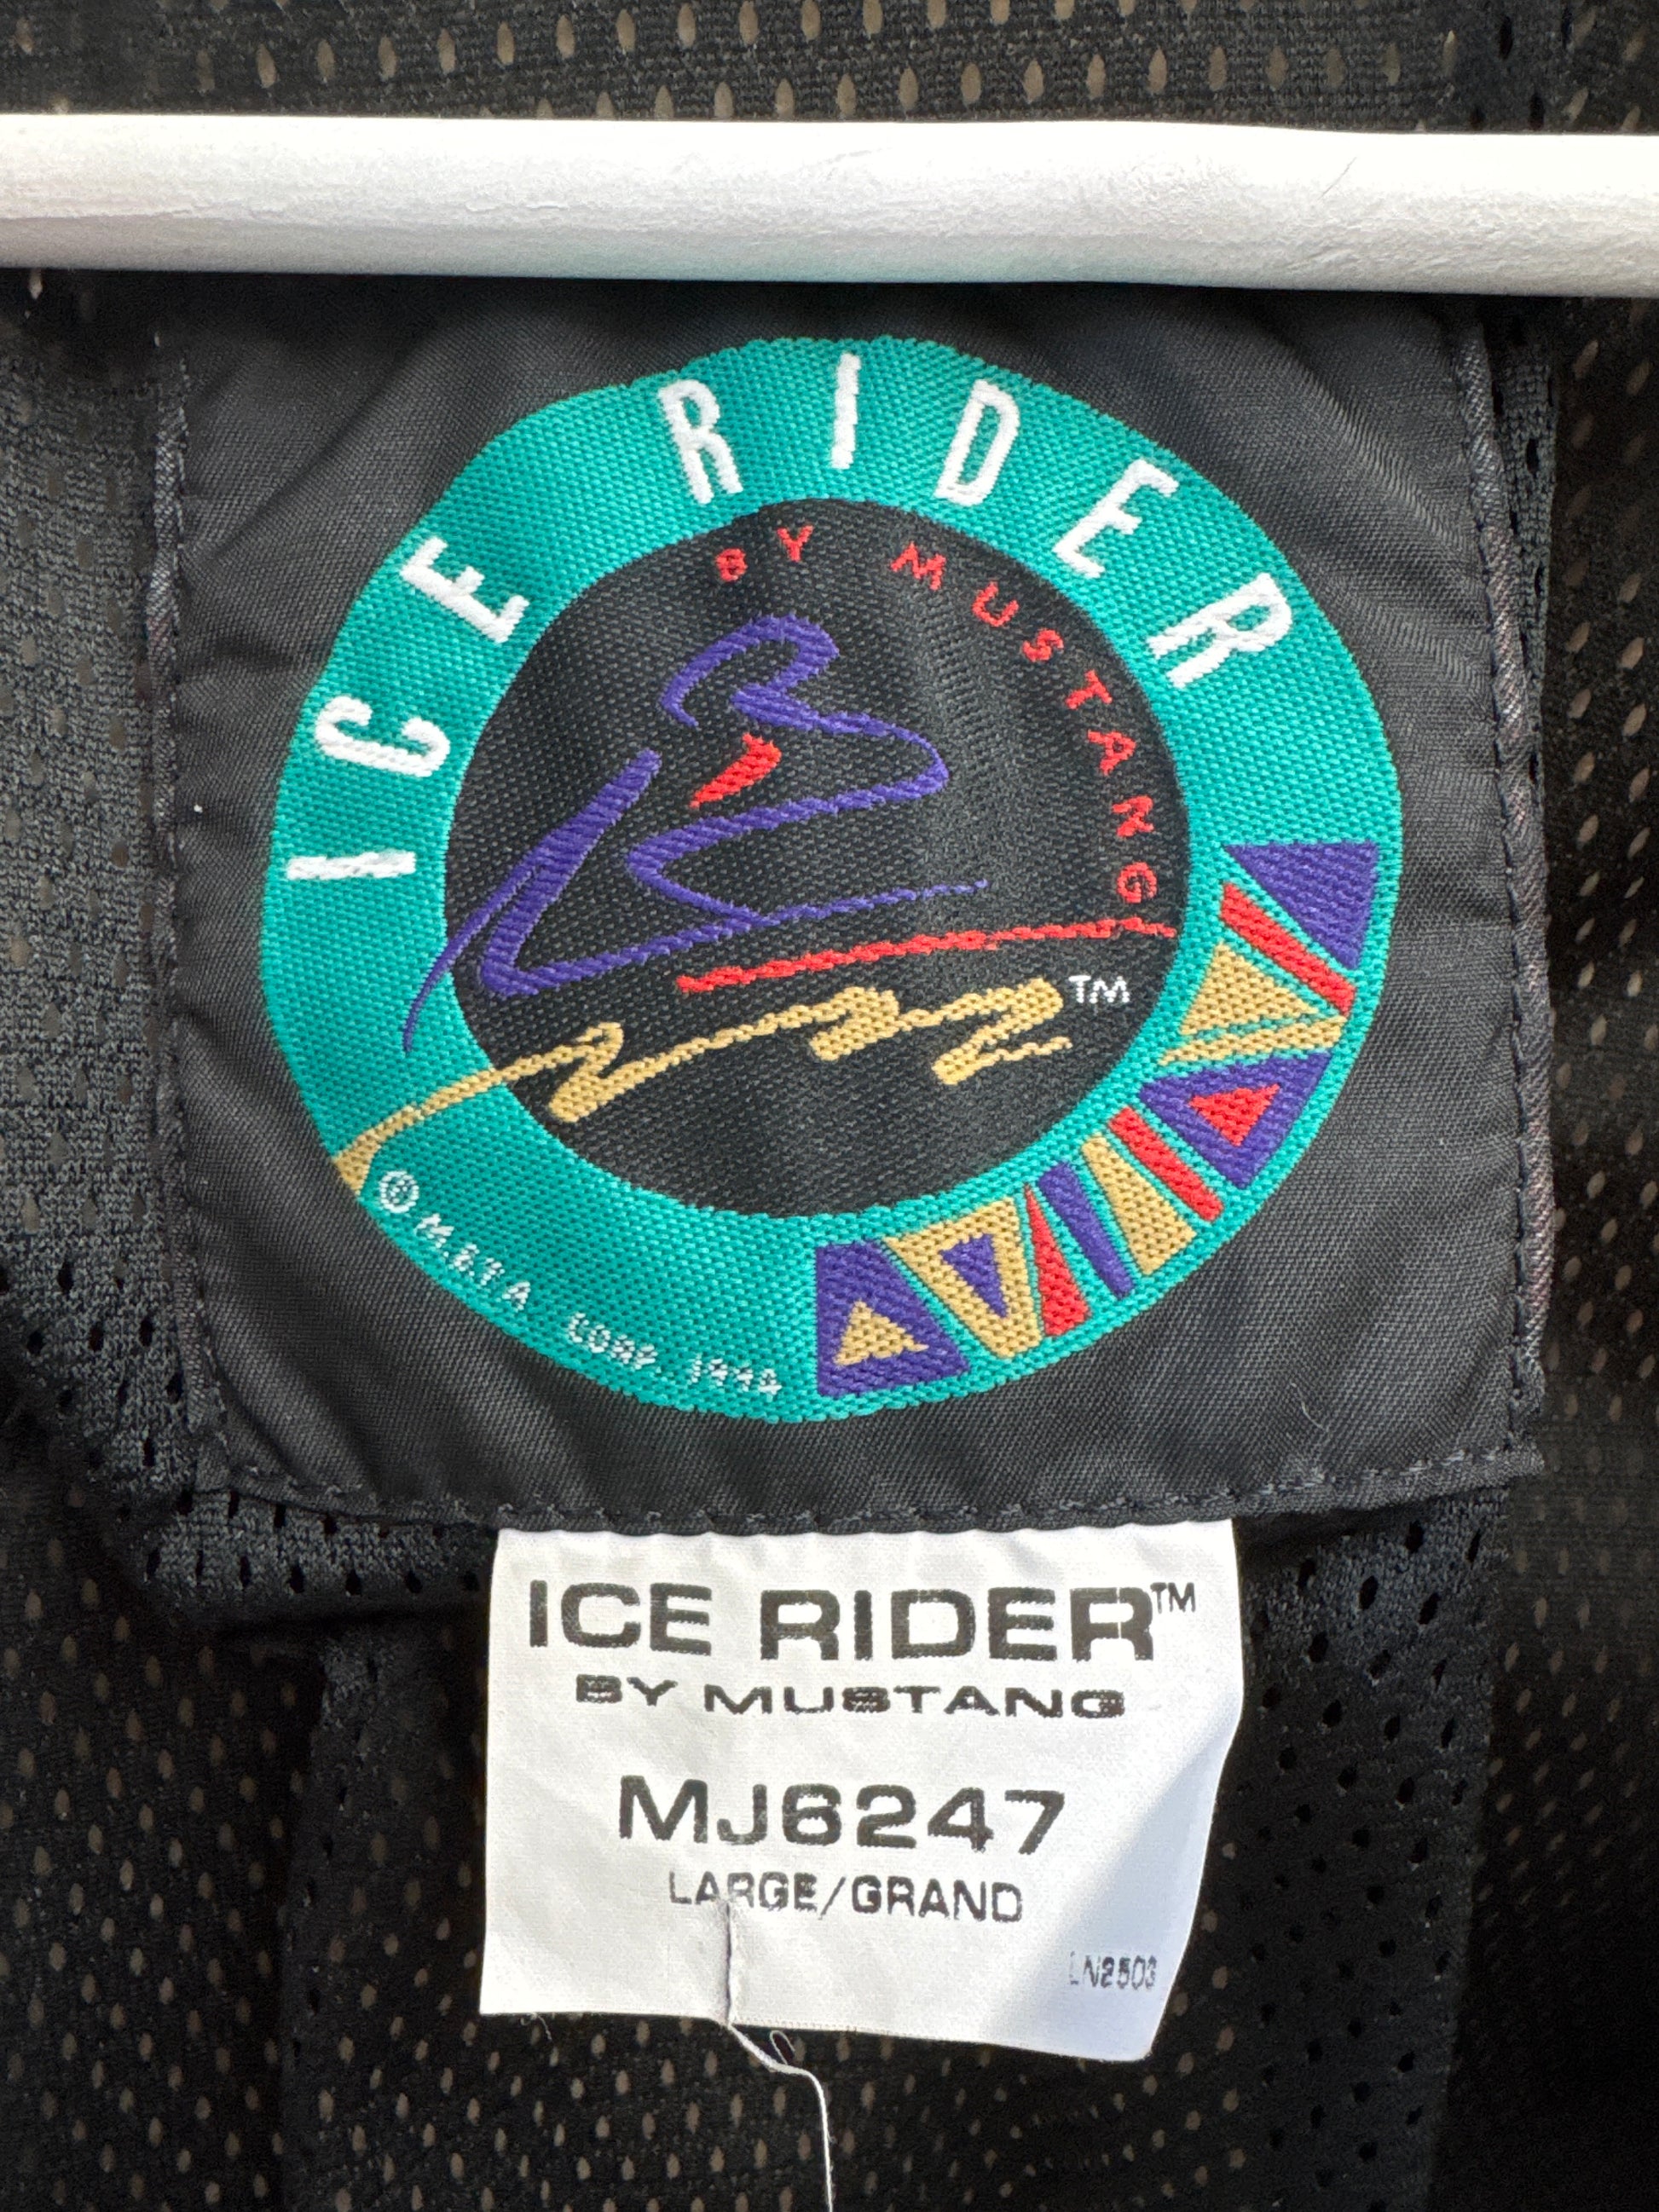 ICE RIDER
BY MUSTANG
TM
© M.E.T.A. CORP. 1994
ICE RIDER™
BY MUSTANG
MJ6247
LARGE/GRAND
LN2503